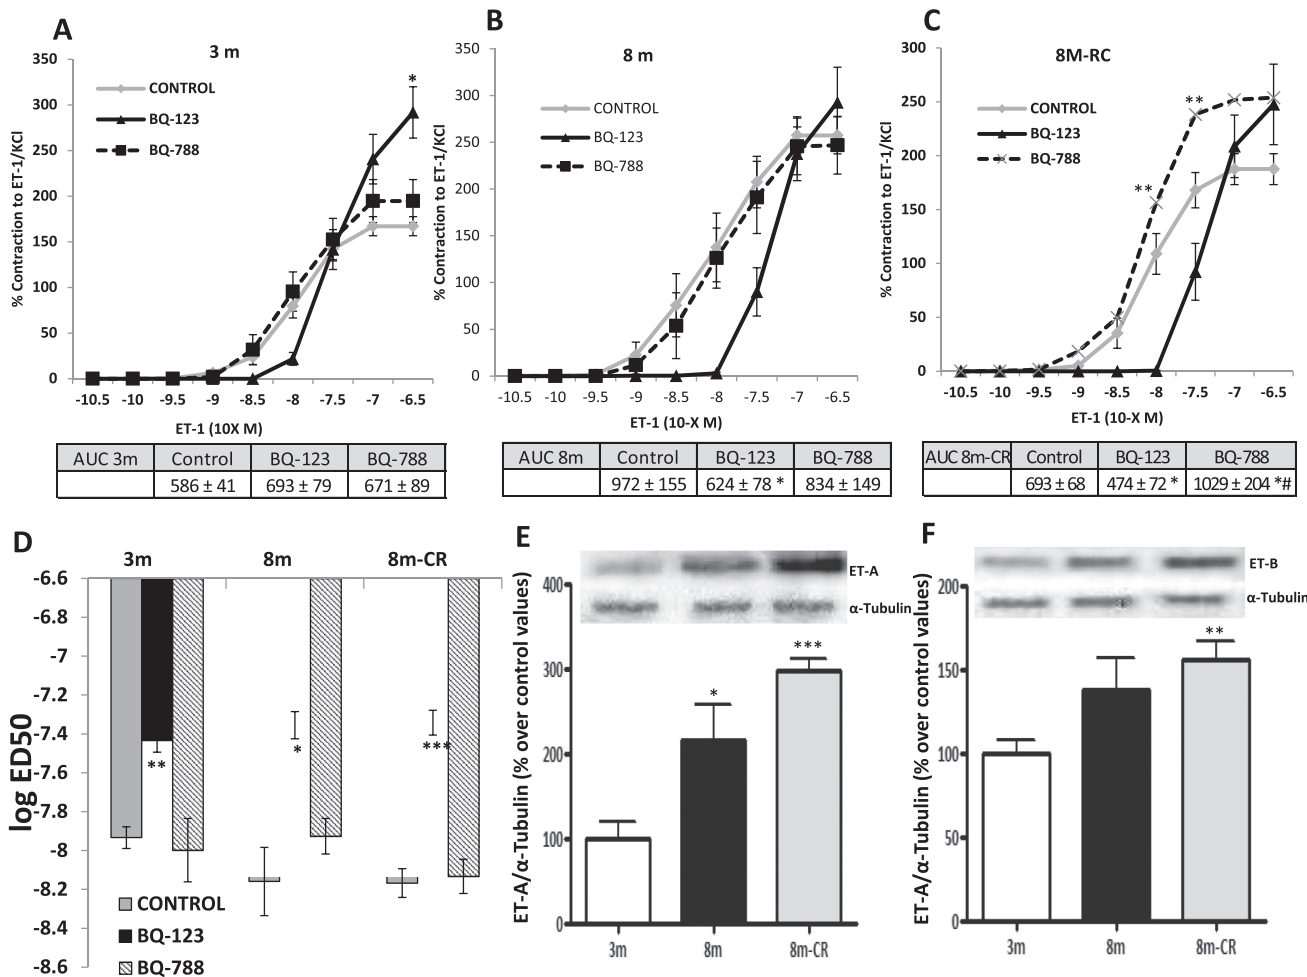 A
3 m
% Contraction to ET-1/KCl
350
300
250
200
150
100
50
0
CONTROL
BQ-123
BQ-788
*
-10.5 -10 -9.5 -9 -8.5 -8 -7.5 -7 -6.5
ET-1 (10X M)
AUC 3m Control BQ-123 BQ-788
586 ± 41 693 ± 79 671 ± 89
B
8 m
% Contraction to ET-1/KCl
350
300
250
200
150
100
50
0
CONTROL
BQ-123
BQ-788
-10.5 -10 -9.5 -9 -8.5 -8 -7.5 -7 -6.5
ET-1 (10-X M)
AUC 8m Control BQ-123 BQ-788
972 ± 155 624 ± 78 * 834 ± 149
C
8M-RC
% Contraction to ET-1/KCl
300
250
200
150
100
50
0
CONTROL
BQ-123
BQ-788
**
**
-10.5 -10 -9.5 -9 -8.5 -8 -7.5 -7 -6.5
ET-1 (10-X M)
AUC 8m-CR Control BQ-123 BQ-788
693 ± 68 474 ± 72 * 1029 ± 204 *#
D
3m 8m 8m-CR
log ED50
-6.6
-6.8
-7
-7.2
-7.4
-7.6
-7.8
-8
-8.2
-8.4
-8.6
**
*
***
CONTROL
BQ-123
BQ-788
E
ET-A
α-Tubulin
ET-A/α-Tubulin (% over control values)
400
300
200
100
0
*
***
3m 8m 8m-CR
F
ET-B
α-Tubulin
ET-A/α-Tubulin (% over control values)
200
150
100
50
0
**
3m 8m 8m-CR